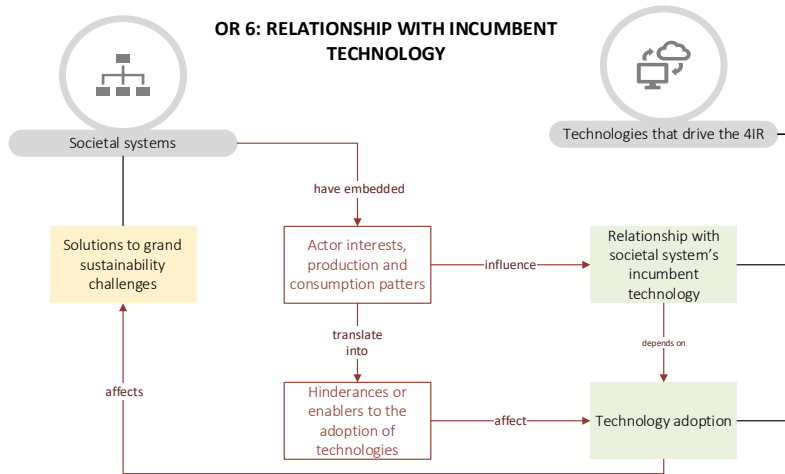 OR 6: RELATIONSHIP WITH INCUMBENT
TECHNOLOGY
Societal systems
Technologies that drive the 4IR
have embedded
Solutions to grand
sustainability
challenges
Actor interests,
production and
consumption patters
influence
Relationship with
societal system’s
incumbent
technology
translate
into
depends on
affects
Hinderances or
enablers to the
adoption of
technologies
affect
Technology adoption